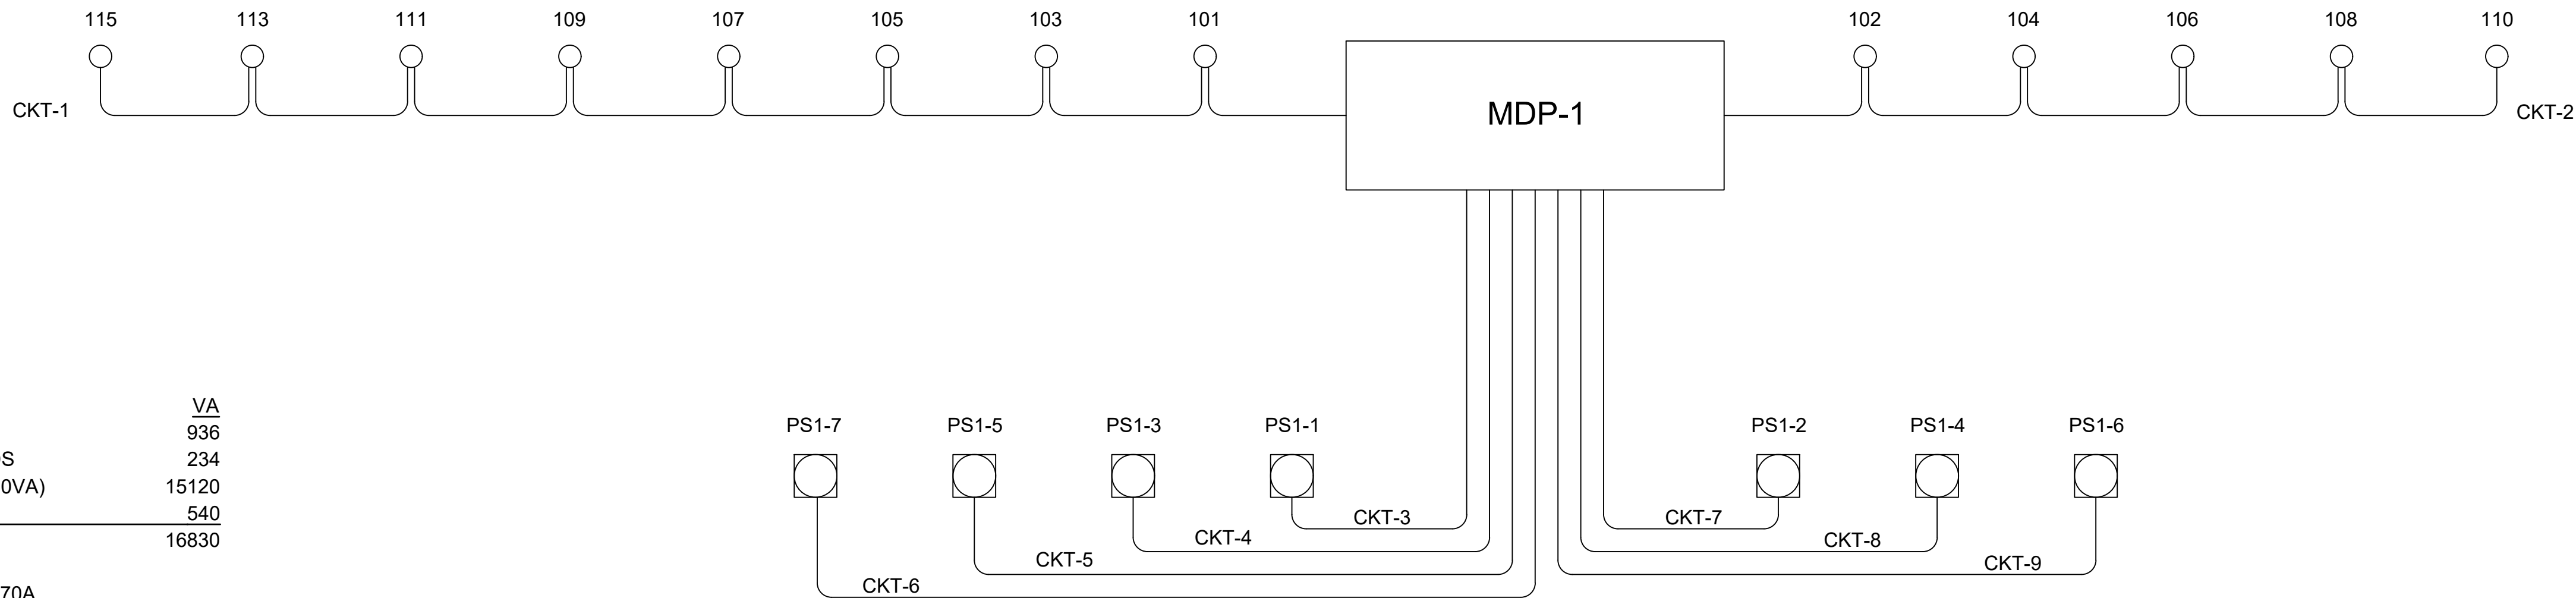 115 113 111 109 107 105 103 101 102 104 106 108 110
CKT-1 MDP-1 CKT-2
VA
936
S 234
0VA) 15120
540
16830
70A
PS1-7 PS1-5 PS1-3 PS1-1 PS1-2 PS1-4 PS1-6
CKT-3 CKT-7
CKT-4 CKT-8
CKT-5 CKT-9
CKT-6